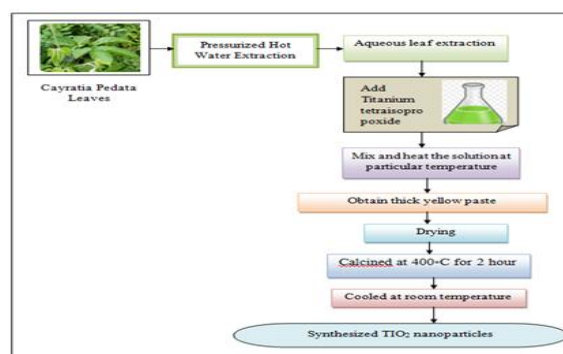 Pressurized Hot
Water Extraction
Aqueous leaf extraction
Cayratia Pedata
Leaves
Add
Titanium
tetraisopro
poxide
Mix and heat the solution at
particular temperature
Obtain thick yellow paste
Drying
Calcined at 400∘C for 2 hour
Cooled at room temperature
Synthesized TIO₂ nanoparticles